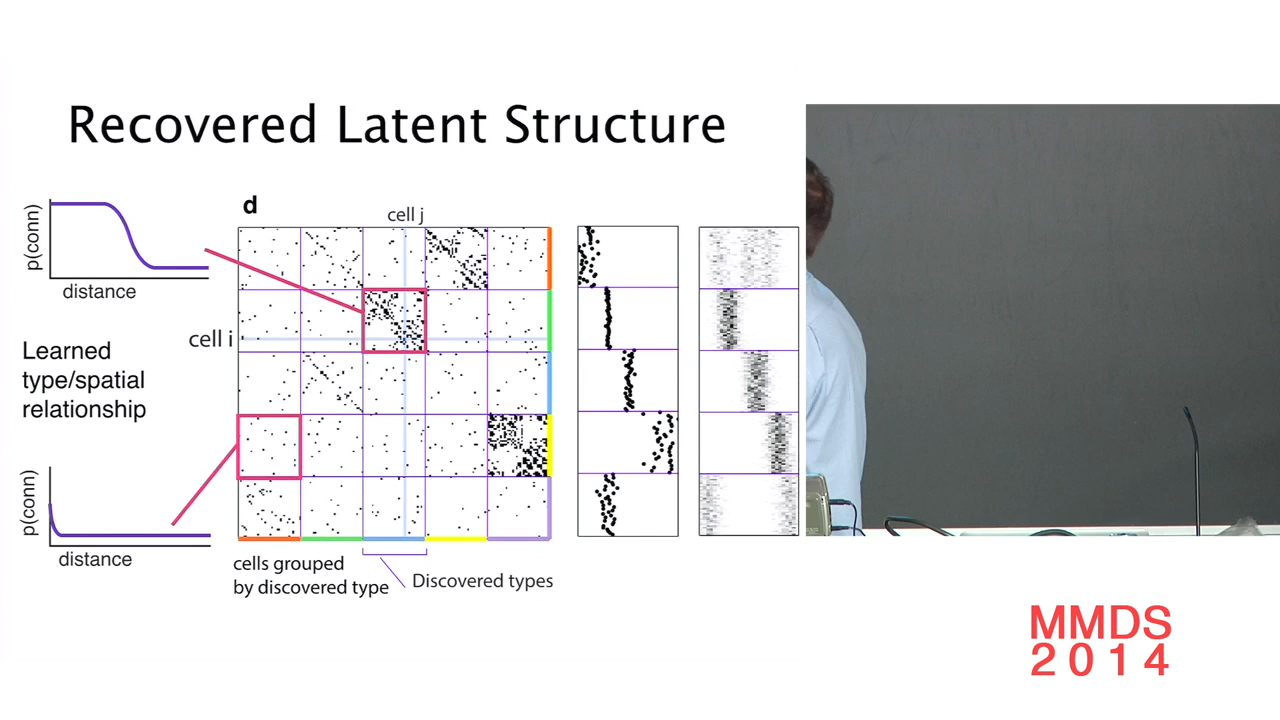 Recovered Latent Structure
d
cell j
p(conn)
distance
cell i
Learned
type/spatial
relationship
p(conn)
distance
cells grouped
by discovered type
Discovered types
MMDS
2014